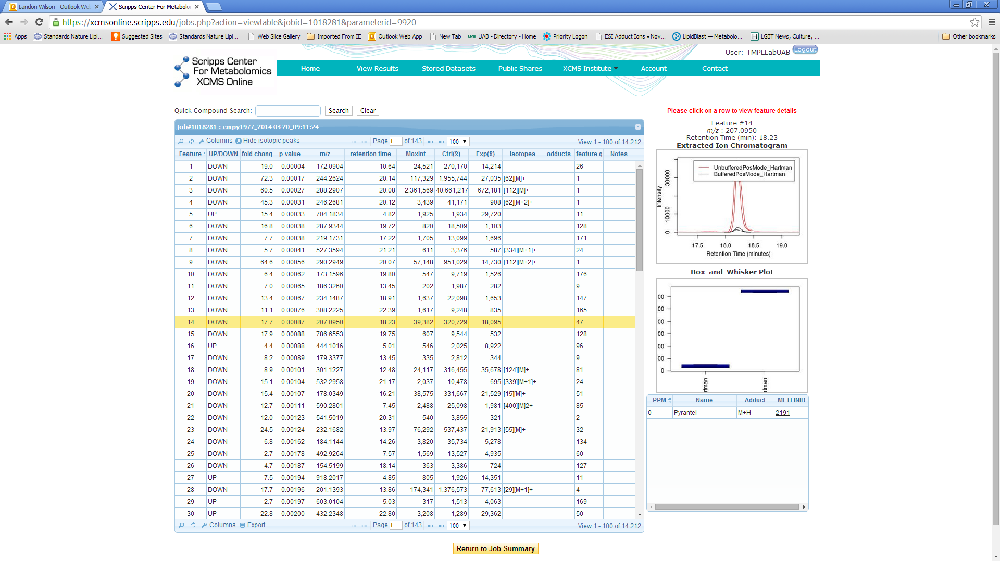 Landon Wilson - Outlook We
Scripps Center For Metabolo
https://xcmsonline.scripps.edu/jobs.php?action=viewtable&jobid=1018281&parameterid=9920
Apps Standards Nature Lipi... Suggested Sites Standards Nature Lipi... Web Slice Gallery Imported From IE Outlook Web App New Tab UAB - Directory - Home Priority Logon ESI Adduct Ions • Nov... LipidBlast — Metabolo... LGBT News, Culture, ... Other bookmarks
User: TMPLLabUAB Logout
Scripps Center
For Metabolomics
XCMS Online
Home View Results Stored Datasets Public Shares XCMS Institute Account Contact
Quick Compound Search: Search Clear
Job#1018281 : empy1977_2014-03-20_09:11:24
Columns Hide isotopic peaks Page 1 of 143 100 View 1 - 100 of 14 212
Feature UP/DOWN fold chang p-value m/z retention time MaxInt Ctrl(x̄) Exp(x̄) isotopes adducts feature g Notes
1 DOWN 19.0 0.00004 172.0904 10.64 24,521 270,170 14,214 26
2 DOWN 72.3 0.00017 244.2624 20.14 117,329 1,955,744 27,035 [62][M]+ 1
3 DOWN 60.5 0.00027 288.2907 20.08 2,361,569 40,661,217 672,181 [112][M]+ 1
4 DOWN 45.3 0.00031 246.2681 20.12 3,439 41,171 908 [62][M+2]+ 1
5 UP 15.4 0.00033 704.1834 4.82 1,925 1,934 29,720 11
6 DOWN 16.8 0.00038 287.9344 19.72 820 18,509 1,103 128
7 DOWN 7.7 0.00038 219.1731 17.22 1,705 13,099 1,696 171
8 DOWN 5.7 0.00041 527.3594 21.21 611 3,376 587 [334][M+1]+ 24
9 DOWN 64.6 0.00056 290.2949 20.07 57,148 951,029 14,730 [112][M+2]+ 1
10 DOWN 6.4 0.00062 173.1596 19.80 547 9,719 1,526 176
11 DOWN 7.0 0.00065 186.3260 13.45 202 1,987 282 9
12 DOWN 13.4 0.00067 234.1487 18.91 1,637 22,098 1,653 147
13 DOWN 11.1 0.00076 308.2225 22.39 1,617 9,248 835 165
14 DOWN 17.7 0.00087 207.0950 18.23 39,382 320,729 18,095 47
15 DOWN 17.9 0.00088 786.6553 19.75 607 9,544 532 128
16 UP 4.4 0.00088 444.1016 5.01 546 2,025 8,922 96
17 DOWN 8.2 0.00089 179.3377 13.45 335 2,812 344 9
18 DOWN 8.9 0.00101 301.1227 12.48 24,117 316,455 35,678 [124][M]+ 81
19 DOWN 15.1 0.00104 532.2958 21.17 2,037 10,478 695 [339][M+1]+ 24
20 DOWN 15.4 0.00107 178.0349 16.21 38,575 331,667 21,529 [15][M]+ 51
21 DOWN 12.7 0.00111 590.2801 7.45 2,488 25,098 1,981 [400][M]2+ 85
22 DOWN 12.0 0.00123 541.5019 20.31 540 3,855 321 2
23 DOWN 24.5 0.00124 232.1682 13.97 76,292 537,437 21,913 [55][M]+ 32
24 DOWN 6.8 0.00162 184.1144 14.26 3,820 35,734 5,278 134
25 DOWN 2.7 0.00178 492.9264 7.57 1,569 13,527 4,935 60
26 DOWN 4.7 0.00187 154.5199 18.14 363 3,386 724 127
27 UP 7.5 0.00194 918.2017 4.85 805 1,926 14,351 11
28 DOWN 17.7 0.00196 201.1393 13.86 174,341 1,376,573 77,613 [29][M+1]+ 4
29 UP 2.7 0.00197 603.0104 5.03 317 1,513 4,063 169
30 UP 22.8 0.00200 432.2348 22.80 3,208 1,289 29,362 50
Columns Export Page 1 of 143 100 View 1 - 100 of 14 212
Return to Job Summary
Please click on a row to view feature details
Feature #14
m/z : 207.0950
Retention Time (min): 18.23
Extracted Ion Chromatogram
UnbufferedPosMode_Hartman
BufferedPosMode_Hartman
Intensity
30000
10000
0
17.5 18.0 18.5 19.0
Retention Time (minutes)
Box-and-Whisker Plot
000
000
000
000
000
000
0
rtman rtman
PPM Name Adduct METLINID
0 Pyrantel M+H 2191